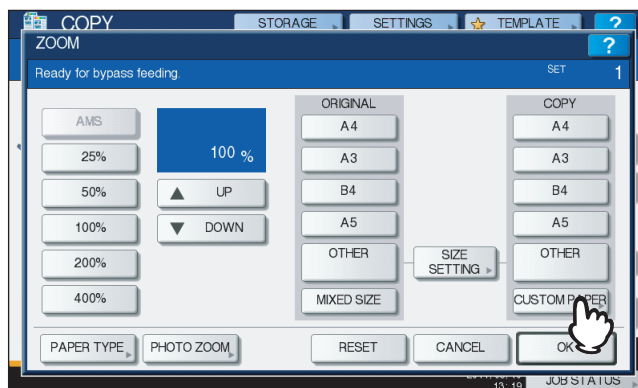 COPY STORAGE SETTINGS TEMPLATE ?
ZOOM ?
Ready for bypass feeding. SET 1
ORIGINAL COPY
AMS A4 A4
25% 100 % A3 A3
50% UP B4 B4
100% DOWN A5 A5
200% OTHER SIZE SETTING OTHER
400% MIXED SIZE CUSTOM PAPER
PAPER TYPE PHOTO ZOOM RESET CANCEL OK
13:19 JOB STATUS